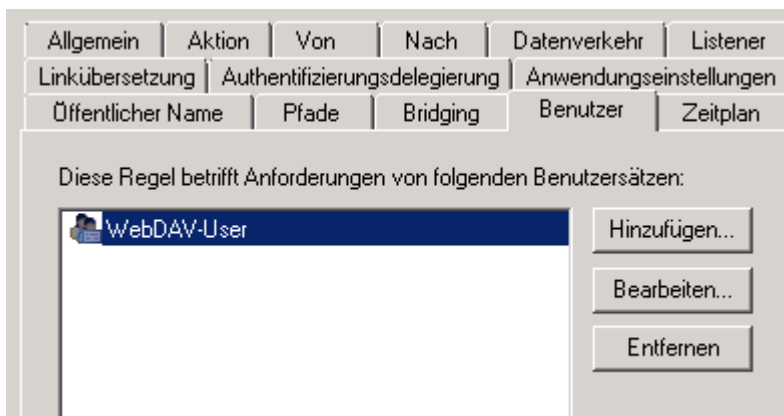 Allgemein Aktion Von Nach Datenverkehr Listener
Linkübersetzung Authentifizierungsdelegierung Anwendungseinstellungen
Öffentlicher Name Pfade Bridging Benutzer Zeitplan
Diese Regel betrifft Anforderungen von folgenden Benutzersätzen:
WebDAV-User
Hinzufügen...
Bearbeiten...
Entfernen